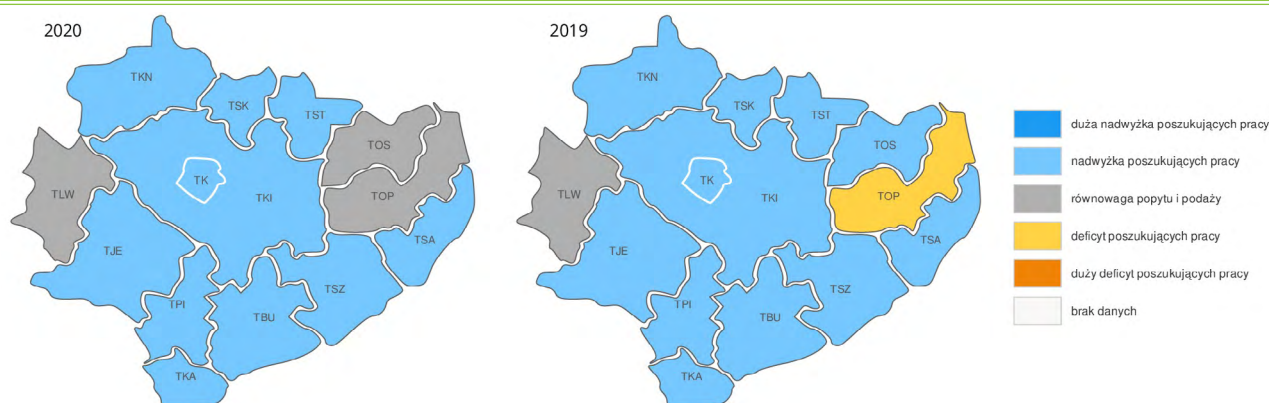 2020
TKN
TSK
TST
TOS
TK
TLW
TOP
TKI
TSA
TJE
TSZ
TPI
TBU
TKA
2019
TKN
TSK
TST
TOS
TK
TLW
TOP
TKI
TSA
TJE
TSZ
TPI
TBU
TKA
duża nadwyżka poszukujących pracy
nadwyżka poszukujących pracy
równowaga popytu i podaży
deficyt poszukujących pracy
duży deficyt poszukujących pracy
brak danych